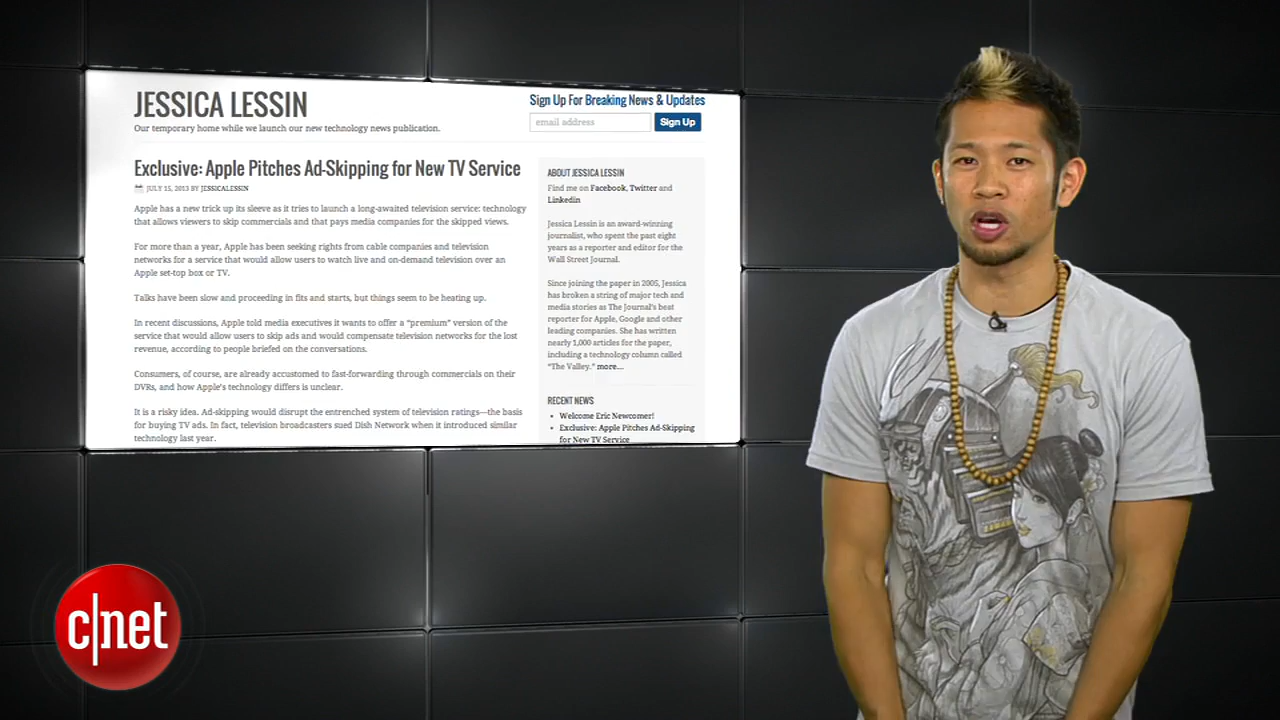 JESSICA LESSIN
Our temporary home while we launch our new technology news publication.
Sign Up For Breaking News & Updates
email address
Sign Up
Exclusive: Apple Pitches Ad-Skipping for New TV Service
JULY 15, 2013 BY JESSICALESSIN
Apple has a new trick up its sleeve as it tries to launch a long-awaited television service: technology
that allows viewers to skip commercials and that pays media companies for the skipped views.
For more than a year, Apple has been seeking rights from cable companies and television
networks for a service that would allow users to watch live and on-demand television over an
Apple set-top box or TV.
Talks have been slow and proceeding in fits and starts, but things seem to be heating up.
In recent discussions, Apple told media executives it wants to offer a “premium” version of the
service that would allow users to skip ads and would compensate television networks for the lost
revenue, according to people briefed on the conversations.
Consumers, of course, are already accustomed to fast-forwarding through commercials on their
DVRs, and how Apple's technology differs is unclear.
It is a risky idea. Ad-skipping would disrupt the entrenched system of television ratings—the basis
for buying TV ads. In fact, television broadcasters sued Dish Network when it introduced similar
technology last year.
ABOUT JESSICA LESSIN
Find me on Facebook, Twitter and
Linkedin
Jessica Lessin is an award-winning
journalist, who spent the past eight
years as a reporter and editor for the
Wall Street Journal.
Since joining the paper in 2005, Jessica
has broken a string of major tech and
media stories as The Journal's beat
reporter for Apple, Google and other
leading companies. She has written
nearly 1,000 articles for the paper,
including a technology column called
“The Valley.” more...
RECENT NEWS
• Welcome Eric Newcomer!
• Exclusive: Apple Pitches Ad-Skipping
for New TV Service
c|net